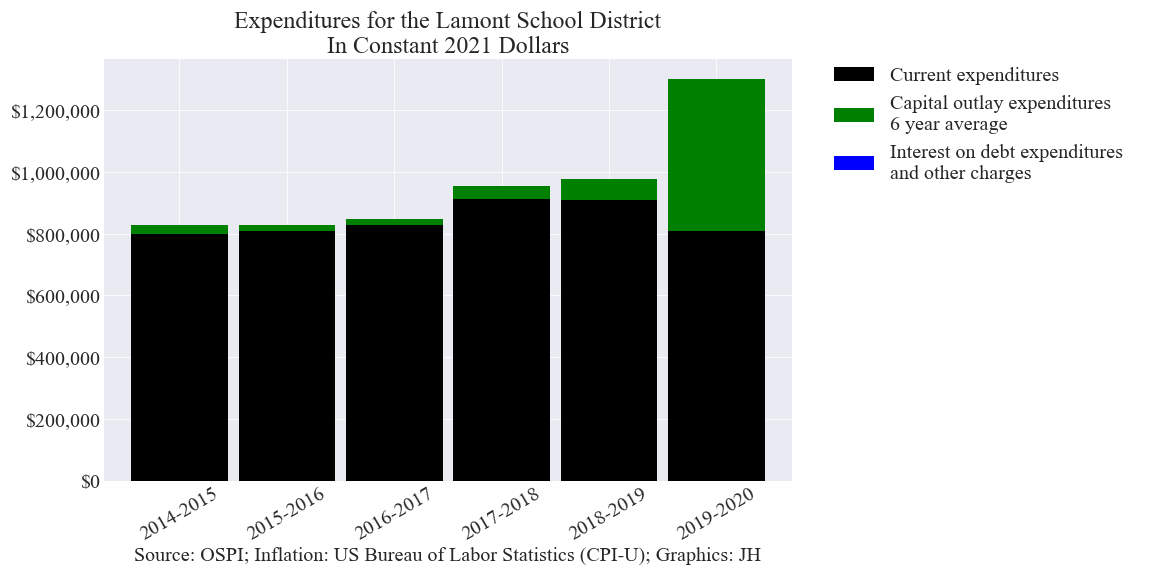 Expenditures for the Lamont School District
In Constant 2021 Dollars
$1,200,000
$1,000,000
$800,000
$600,000
$400,000
$200,000
$0
2014-2015
2015-2016
2016-2017
2017-2018
2018-2019
2019-2020
Source: OSPI; Inflation: US Bureau of Labor Statistics (CPI-U); Graphics: JH
Current expenditures
Capital outlay expenditures
6 year average
Interest on debt expenditures
and other charges